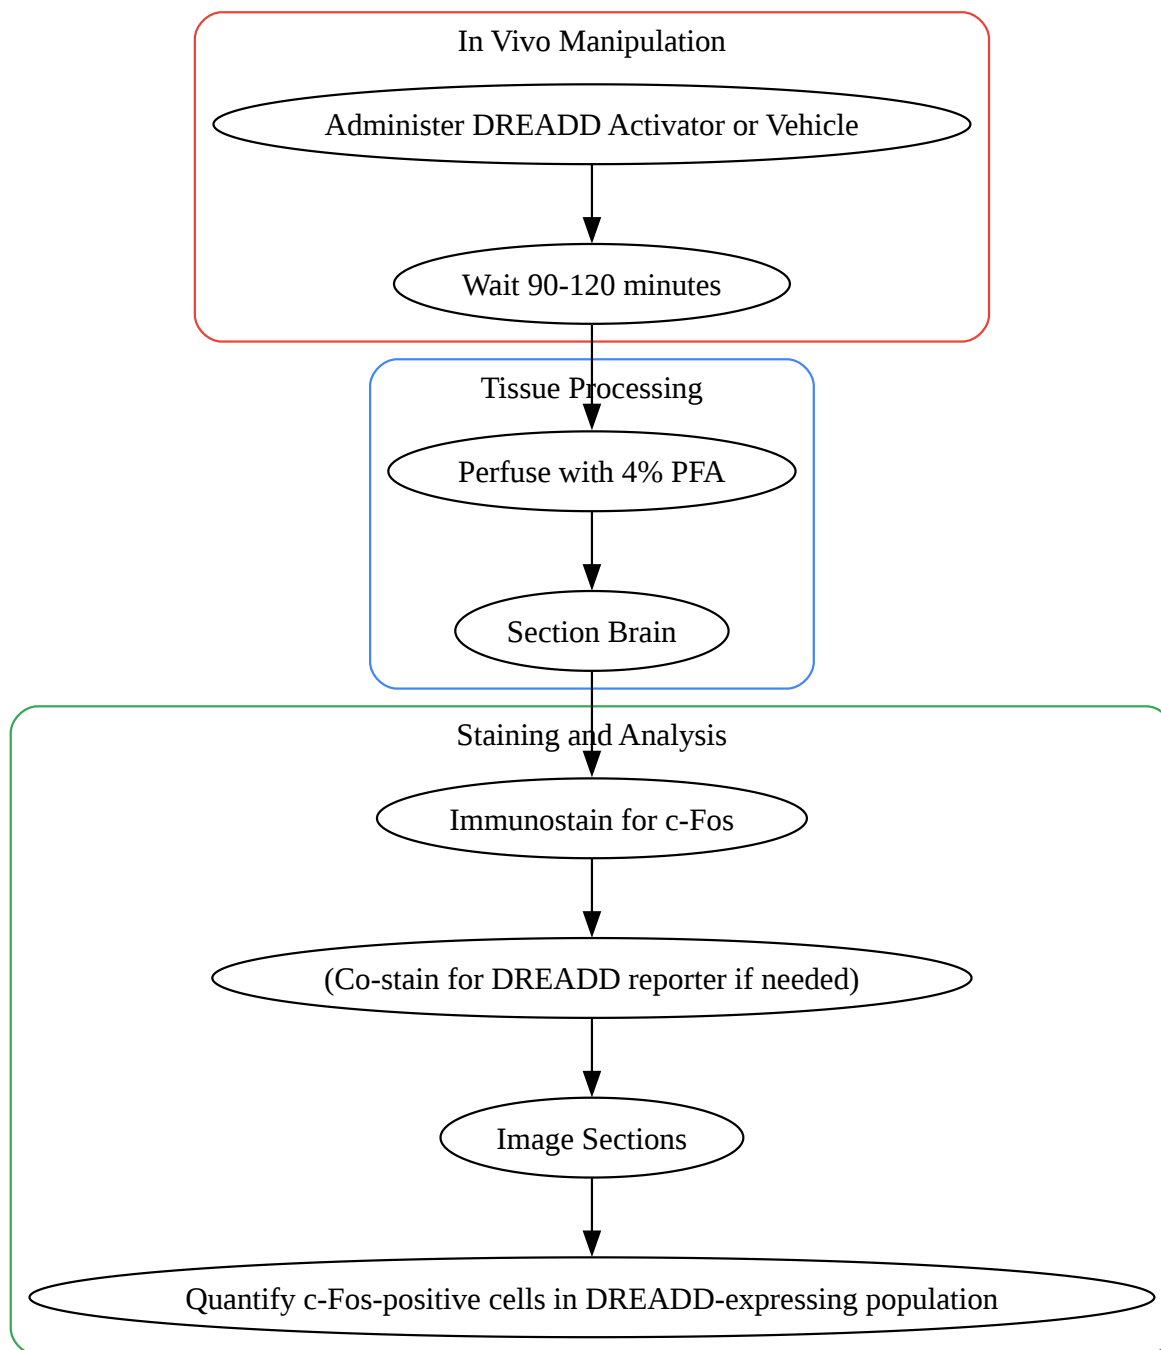 In Vivo Manipulation
Administer DREADD Activator or Vehicle
Wait 90-120 minutes
Tissue Processing
Perfuse with 4% PFA
Section Brain
Staining and Analysis
Immunostain for c-Fos
(Co-stain for DREADD reporter if needed)
Image Sections
Quantify c-Fos-positive cells in DREADD-expressing population